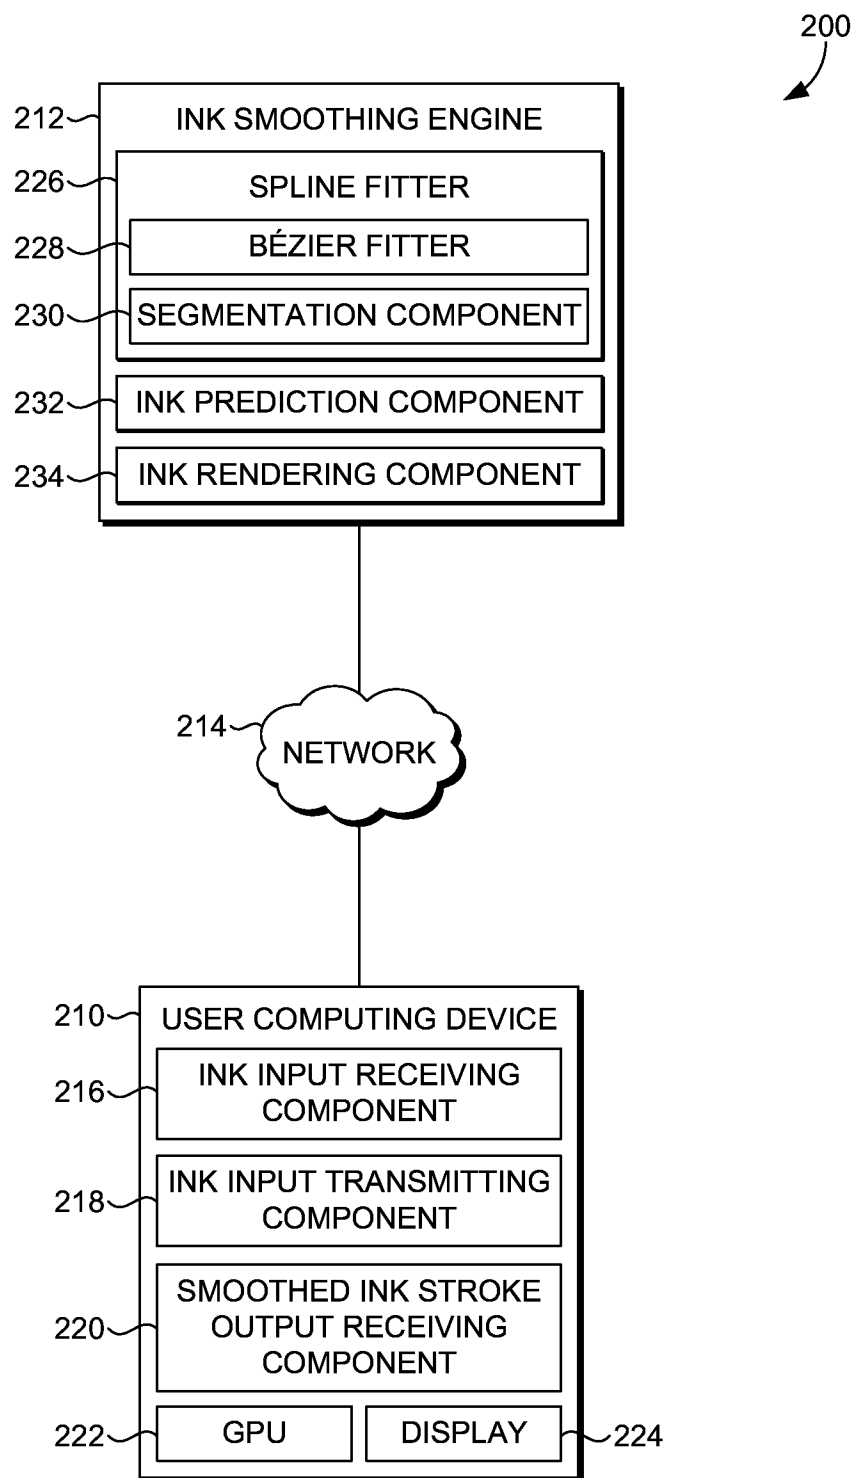 200
212 INK SMOOTHING ENGINE
226 SPLINE FITTER
228 BÉZIER FITTER
230 SEGMENTATION COMPONENT
232 INK PREDICTION COMPONENT
234 INK RENDERING COMPONENT
214 NETWORK
210 USER COMPUTING DEVICE
216 INK INPUT RECEIVING
COMPONENT
218 INK INPUT TRANSMITTING
COMPONENT
220 SMOOTHED INK STROKE
OUTPUT RECEIVING
COMPONENT
222 GPU DISPLAY 224